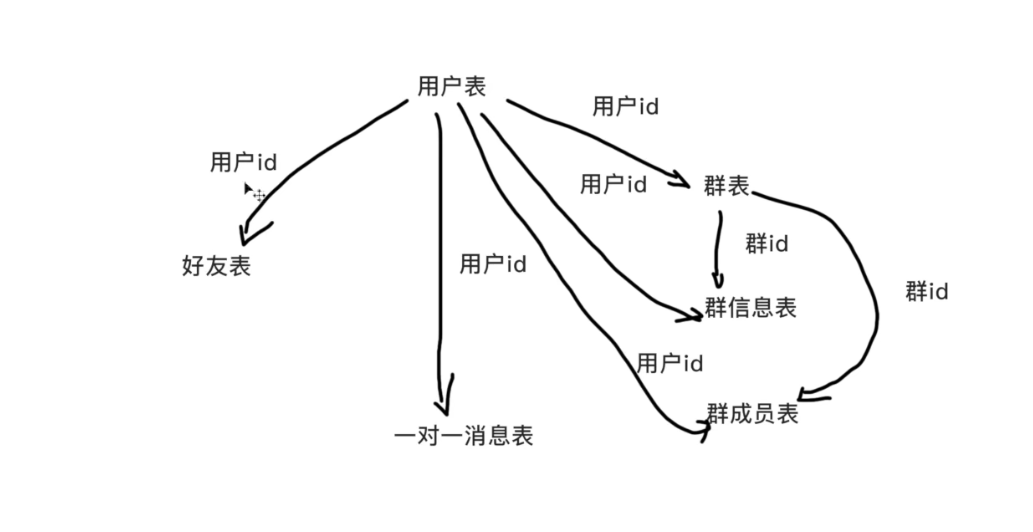 用户表
用户id
用户id
用户id
群表
群id
用户id
好友表
群id
群信息表
用户id
群成员表
一对一消息表